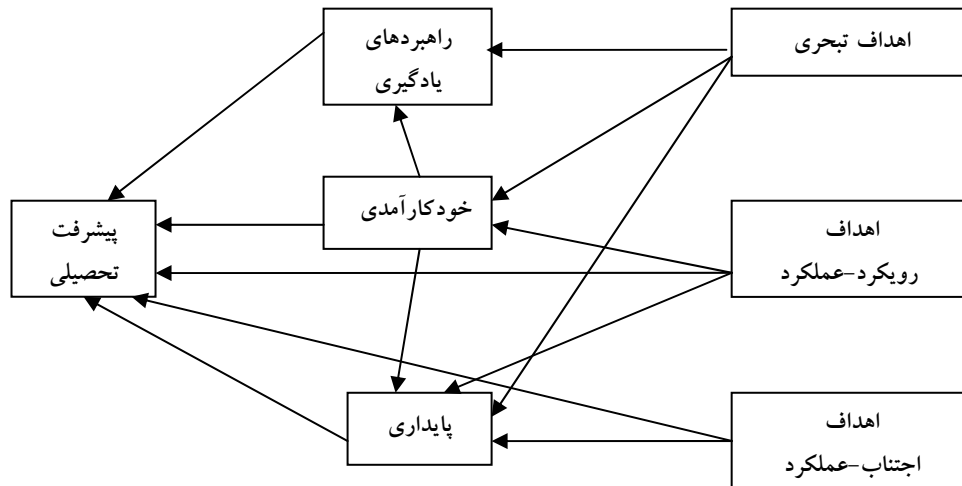 اهداف تبحری
راهبردهای
یادگیری
خودکارآمدی
اهداف
رویکرد-عملکرد
پیشرفت
تحصیلی
پایداری
اهداف
اجتناب-عملکرد